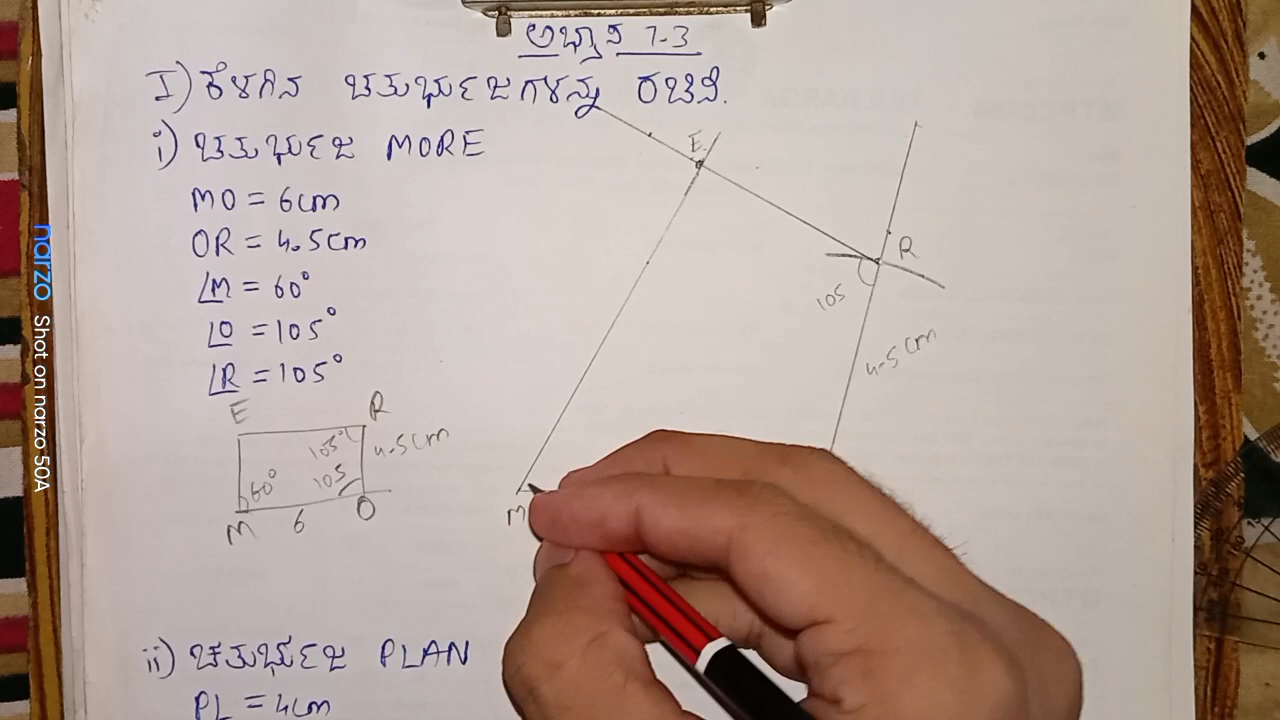 ಅಭ್ಯಾಸ 7.3
I) ಕೆಳಗಿನ ಚತುರ್ಭುಜಗಳನ್ನು ರಚಿಸಿ.
i) ಚತುರ್ಭುಜ MORE
MO = 6cm
OR = 4.5cm
∠M = 60°
∠O = 105°
∠R = 105°
E R
105° 4.5cm
60° 105
M 6 O
E
R
105
4.5cm
M
ii) ಚತುರ್ಭುಜ PLAN
PL = 4cm
narzo Shot on narzo 50A